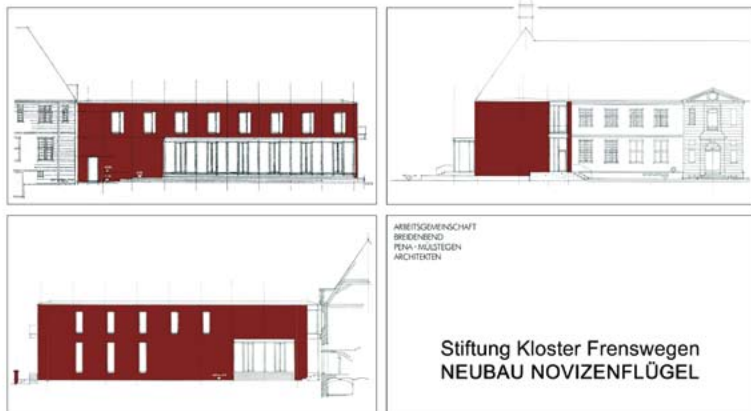 ARBEITSGEMEINSCHAFT
BREIDENBEND
PENA - MÜLSTEGEN
ARCHITEKTEN
Stiftung Kloster Frenswegen
NEUBAU NOVIZENFLÜGEL